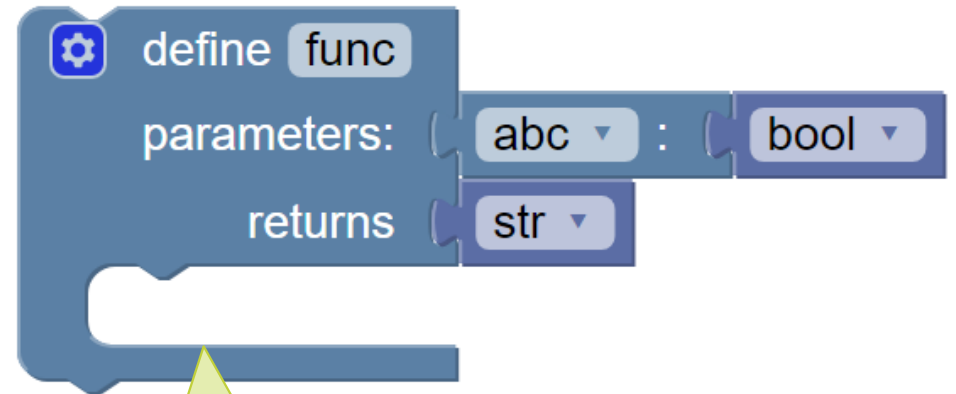 define func
parameters: abc : bool
returns str